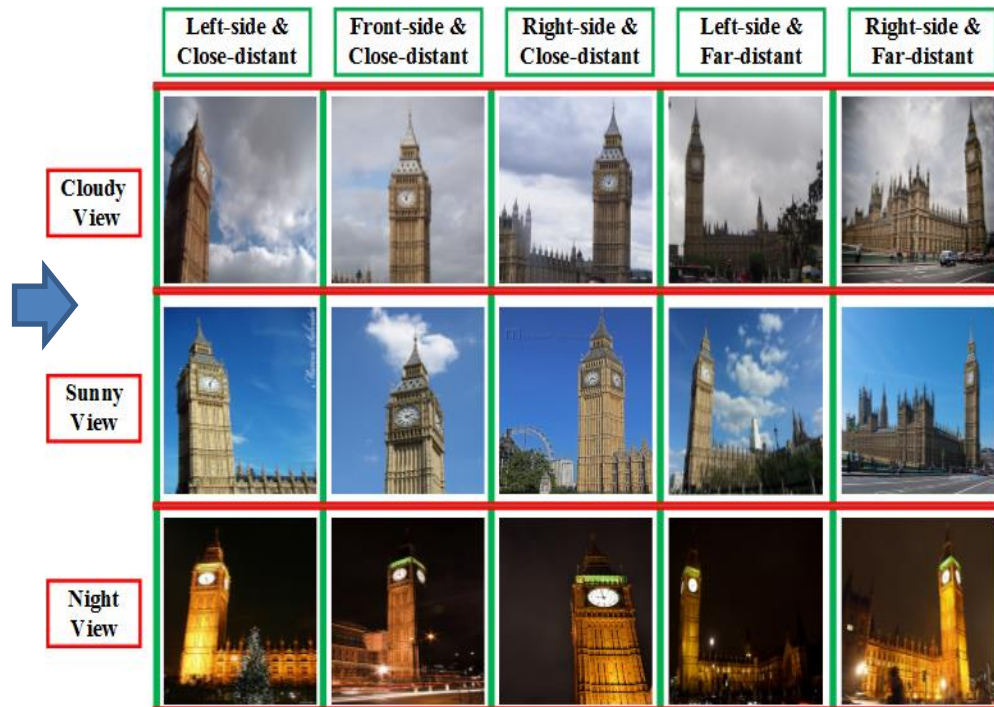 Left-side &
Close-distant
Front-side &
Close-distant
Right-side &
Close-distant
Left-side &
Far-distant
Right-side &
Far-distant
Cloudy
View
Sunny
View
Night
View